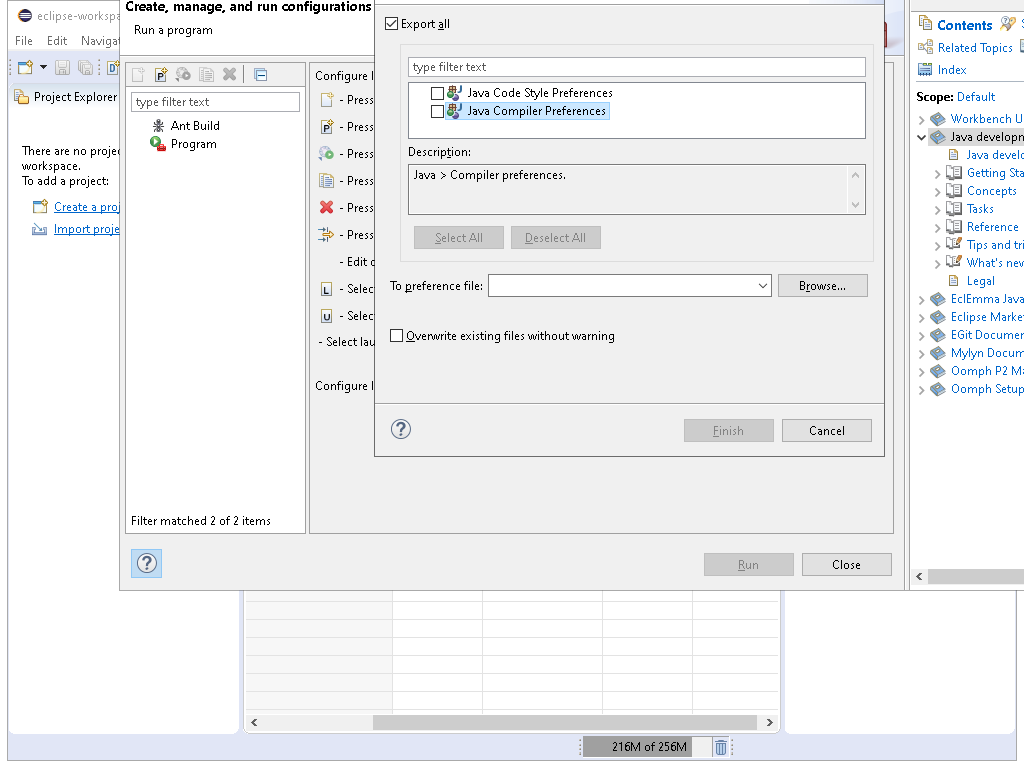 eclipse-workspa
File Edit Navigat
Project Explorer
There are no projec
workspace.
To add a project:
Create a proj
Import proje
Create, manage, and run configurations
Run a program
type filter text
Ant Build
Program
Filter matched 2 of 2 items
Configure l
- Press
- Press
- Press
- Press
- Press
- Press
- Edit c
- Selec
- Selec
- Select lau
Configure l
Run
Close
Export all
type filter text
Java Code Style Preferences
Java Compiler Preferences
Description:
Java > Compiler preferences.
Select All
Deselect All
To preference file:
Browse...
Overwrite existing files without warning
Finish
Cancel
Contents
Related Topics
Index
Scope: Default
Workbench U
Java developm
Java develo
Getting Sta
Concepts
Tasks
Reference
Tips and tri
What's new
Legal
EclEmma Java
Eclipse Marke
EGit Documen
Mylyn Docum
Oomph P2 Ma
Oomph Setup
216M of 256M